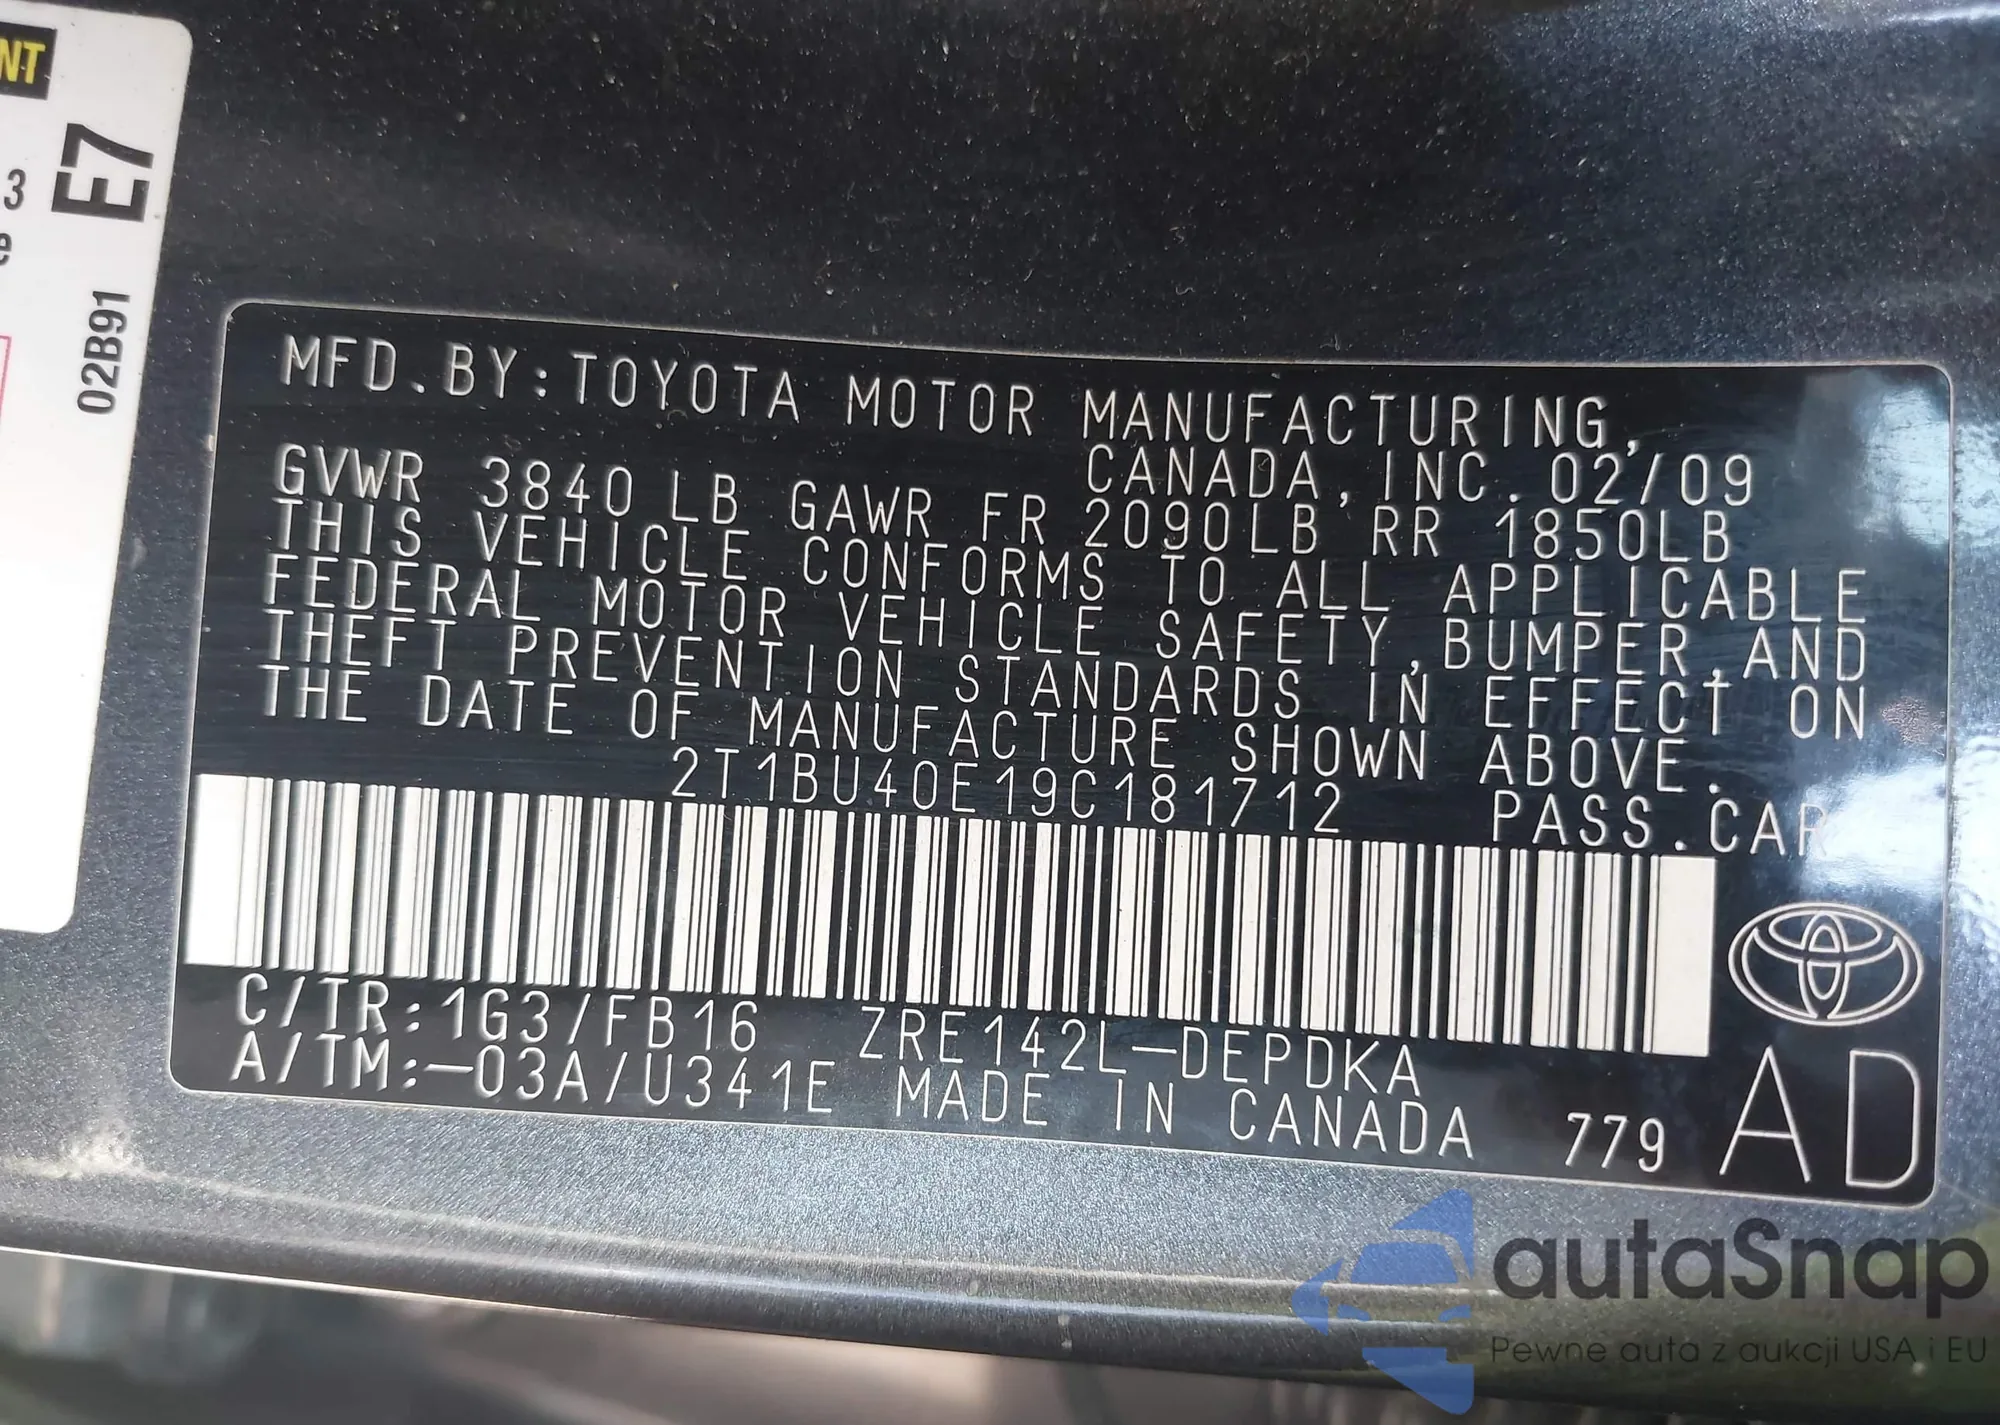 NT
E7
3
e
02B91
MFD.BY:TOYOTA MOTOR MANUFACTURING,
CANADA, INC. 02/09
GVWR 3840LB GAWR FR 2090LB RR 1850LB
THIS VEHICLE CONFORMS TO ALL APPLICABLE
FEDERAL MOTOR VEHICLE SAFETY,BUMPER,AND
THEFT PREVENTION STANDARDS IN EFFECT ON
THE DATE OF MANUFACTURE SHOWN ABOVE.
2T1BU40E19C181712 PASS.CAR
C/TR:1G3/FB16 ZRE142L-DEPDKA
A/TM:-03A/U341E MADE IN CANADA 779
AD
autaSnap
Pewne auta z aukcji USA i EU